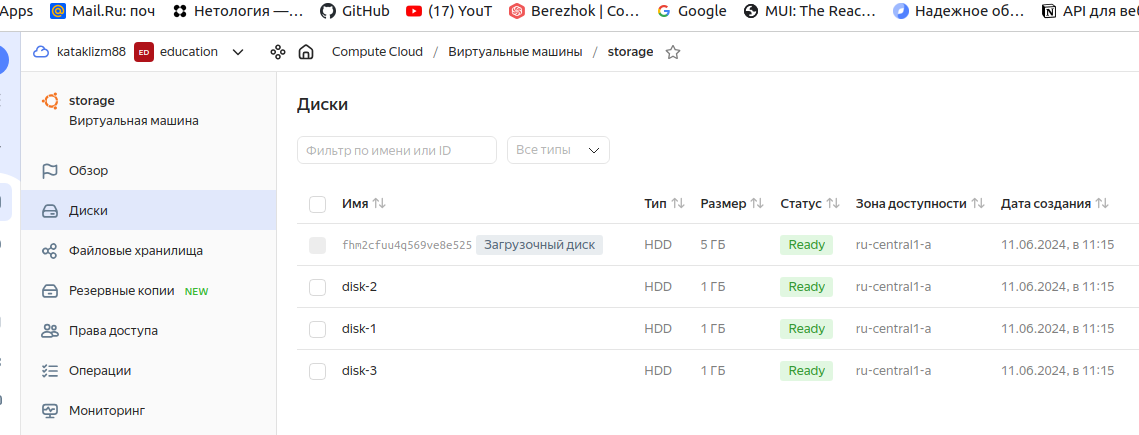 Apps Mail.Ru: поч Нетология —... GitHub (17) YouT Berezhok | Co... Google MUI: The Reac... Надежное об... API для веб
kataklizm88 ED education Compute Cloud / Виртуальные машины / storage
storage
Виртуальная машина
Обзор
Диски
Файловые хранилища
Резервные копии NEW
Права доступа
Операции
Мониторинг
Диски
Фильтр по имени или ID Все типы
Имя Тип Размер Статус Зона доступности Дата создания
fhm2cfuu4q569ve8e525 Загрузочный диск HDD 5 ГБ Ready ru-central1-a 11.06.2024, в 11:15
disk-2 HDD 1 ГБ Ready ru-central1-a 11.06.2024, в 11:15
disk-1 HDD 1 ГБ Ready ru-central1-a 11.06.2024, в 11:15
disk-3 HDD 1 ГБ Ready ru-central1-a 11.06.2024, в 11:15